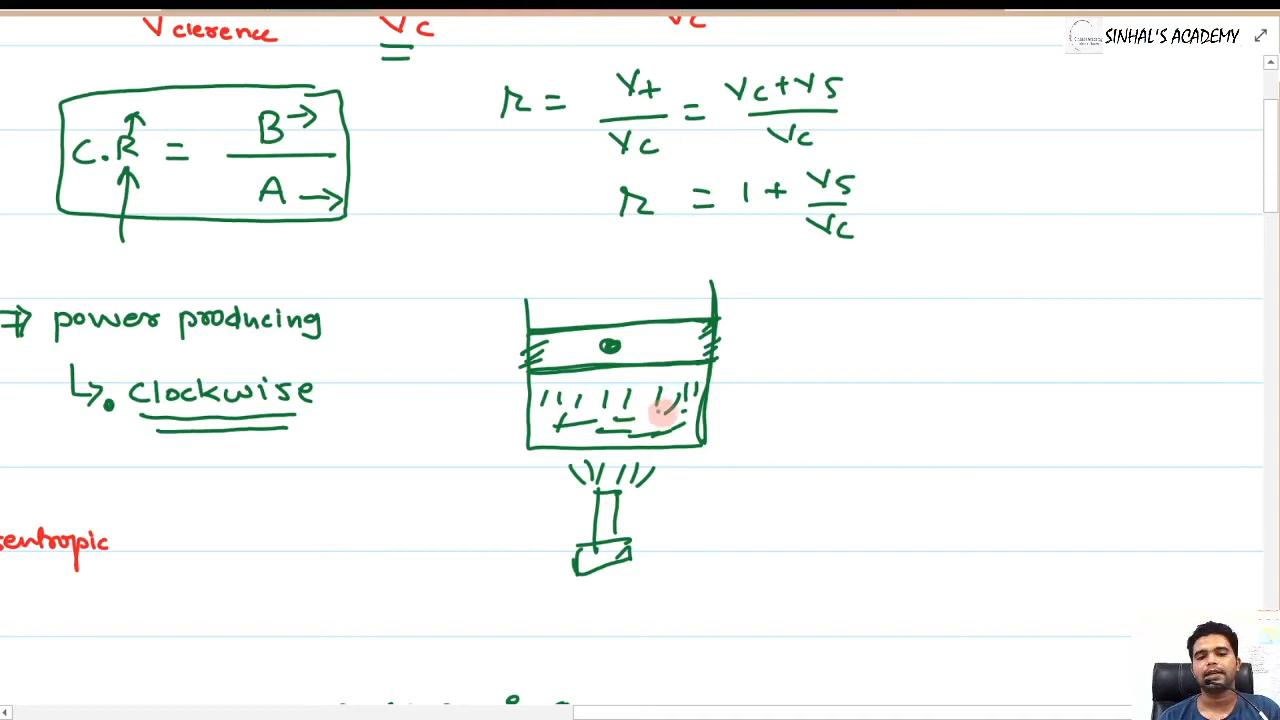 V clerence
Vc
Vc
SINHAL'S ACADEMY
C.R = B / A
r = Vt / Vc = Vc + Vs / Vc
r = 1 + Vs / Vc
⇒ power producing
↳. Clockwise
sentropic